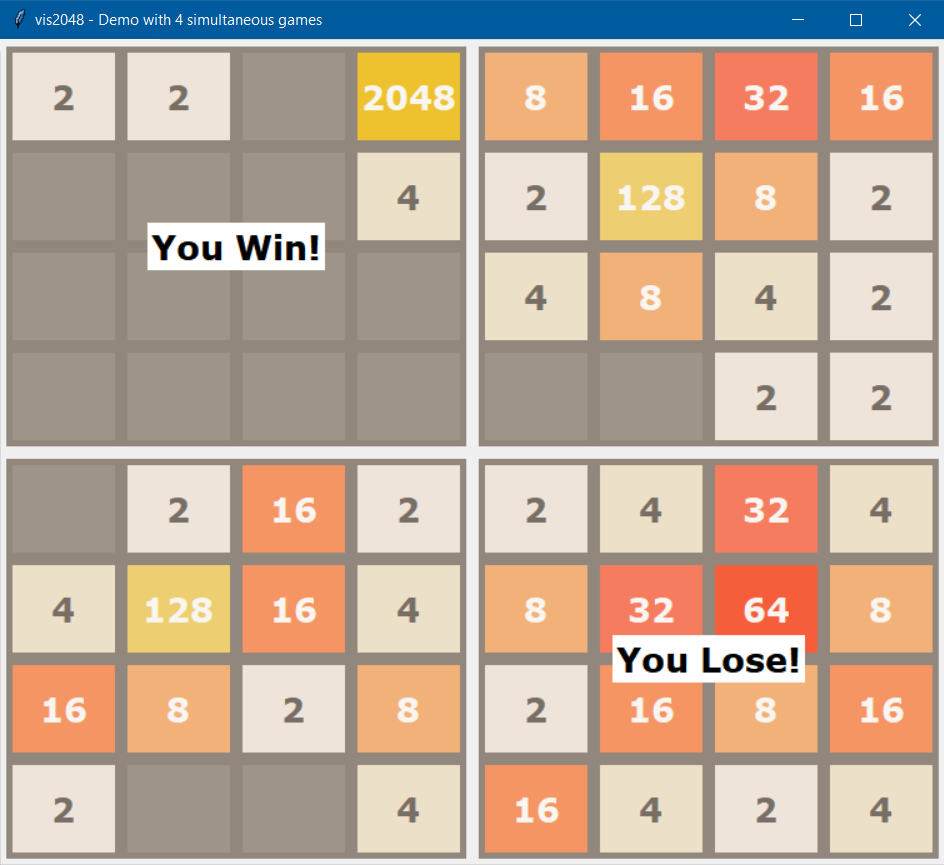 vis2048 - Demo with 4 simultaneous games
2 2 2048
4
You Win!
8 16 32 16
2 128 8 2
4 8 4 2
2 2
2 16 2
4 128 16 4
16 8 2 8
2 4
2 4 32 4
8 32 64 8
You Lose!
2 16 8 16
16 4 2 4